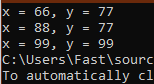 x = 66, y = 77
x = 88, y = 77
x = 99, y = 99
C:\Users\Fast\sourc
To automatically cl